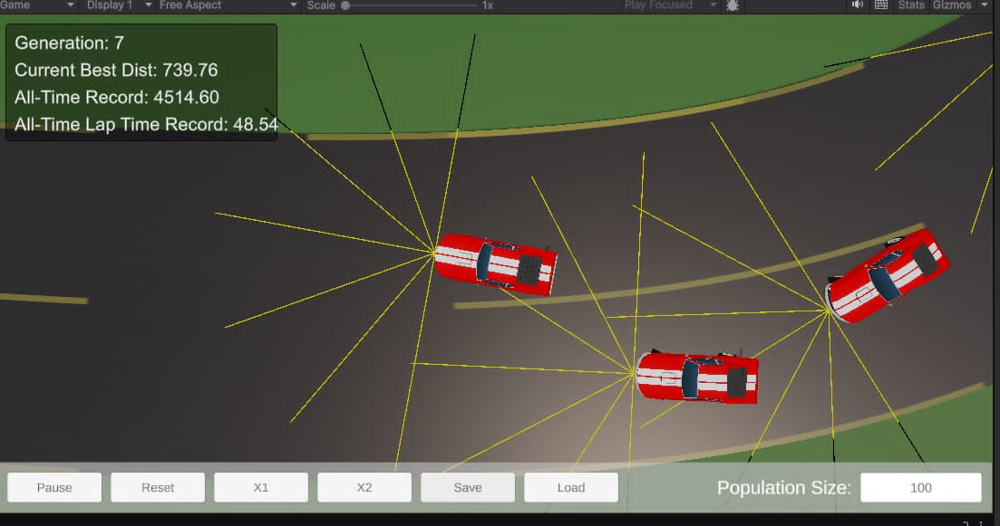 Game Display 1 Free Aspect Scale 1x Play Focused Stats Gizmos
Generation: 7
Current Best Dist: 739.76
All-Time Record: 4514.60
All-Time Lap Time Record: 48.54
Pause Reset X1 X2 Save Load Population Size: 100